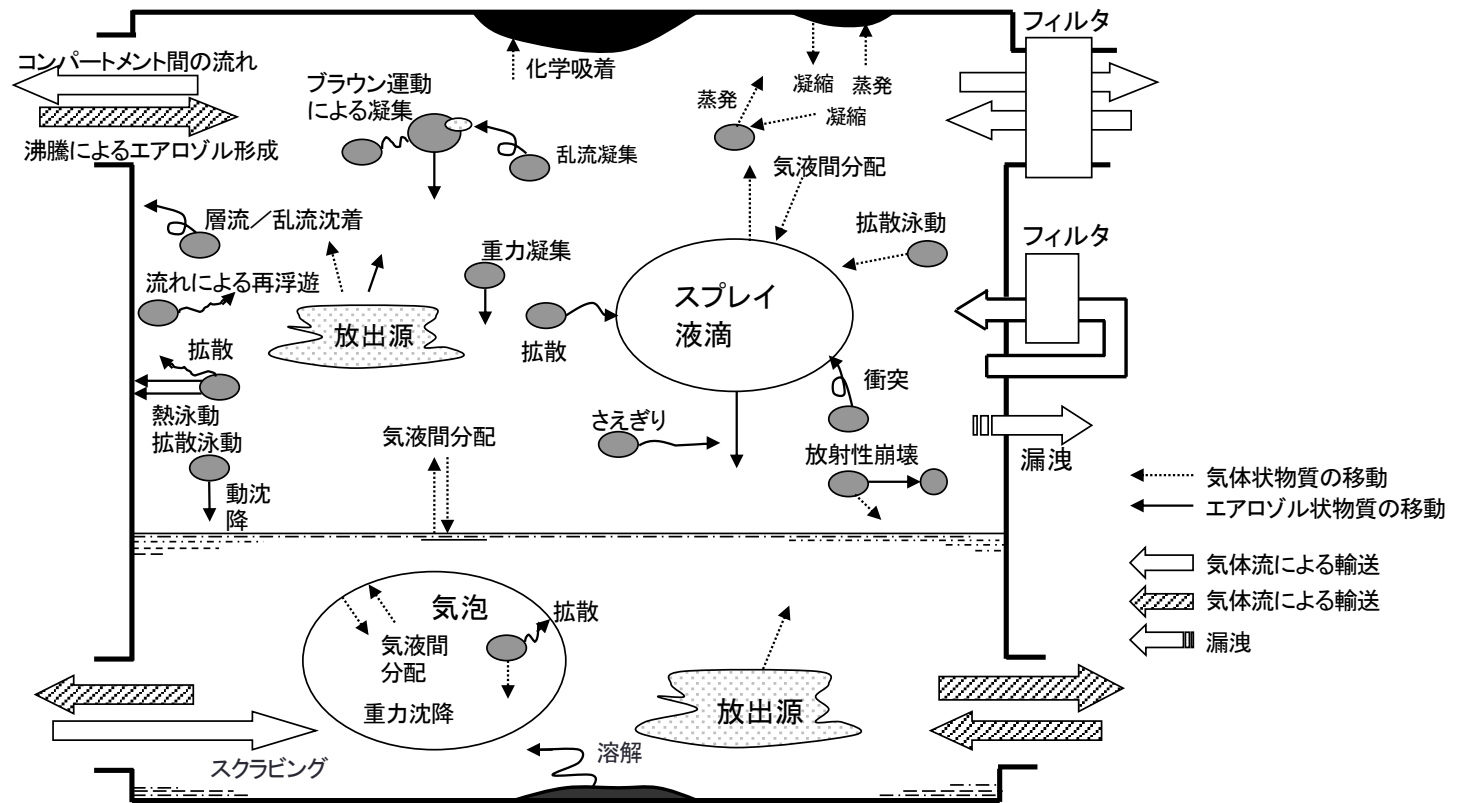 フィルタ
コンパートメント間の流れ
化学吸着
ブラウン運動
による凝集
凝縮
蒸発
蒸発
凝縮
沸騰によるエアロゾル形成
乱流凝集
気液間分配
層流／乱流沈着
拡散泳動
フィルタ
重力凝集
流れによる再浮遊
スプレイ
液滴
放出源
拡散
拡散
衝突
熱泳動
拡散泳動
さえぎり
気液間分配
放射性崩壊
漏洩
動沈
降
気体状物質の移動
エアロゾル状物質の移動
気体流による輸送
気体流による輸送
漏洩
気泡
拡散
気液間
分配
重力沈降
放出源
溶解
スクラビング